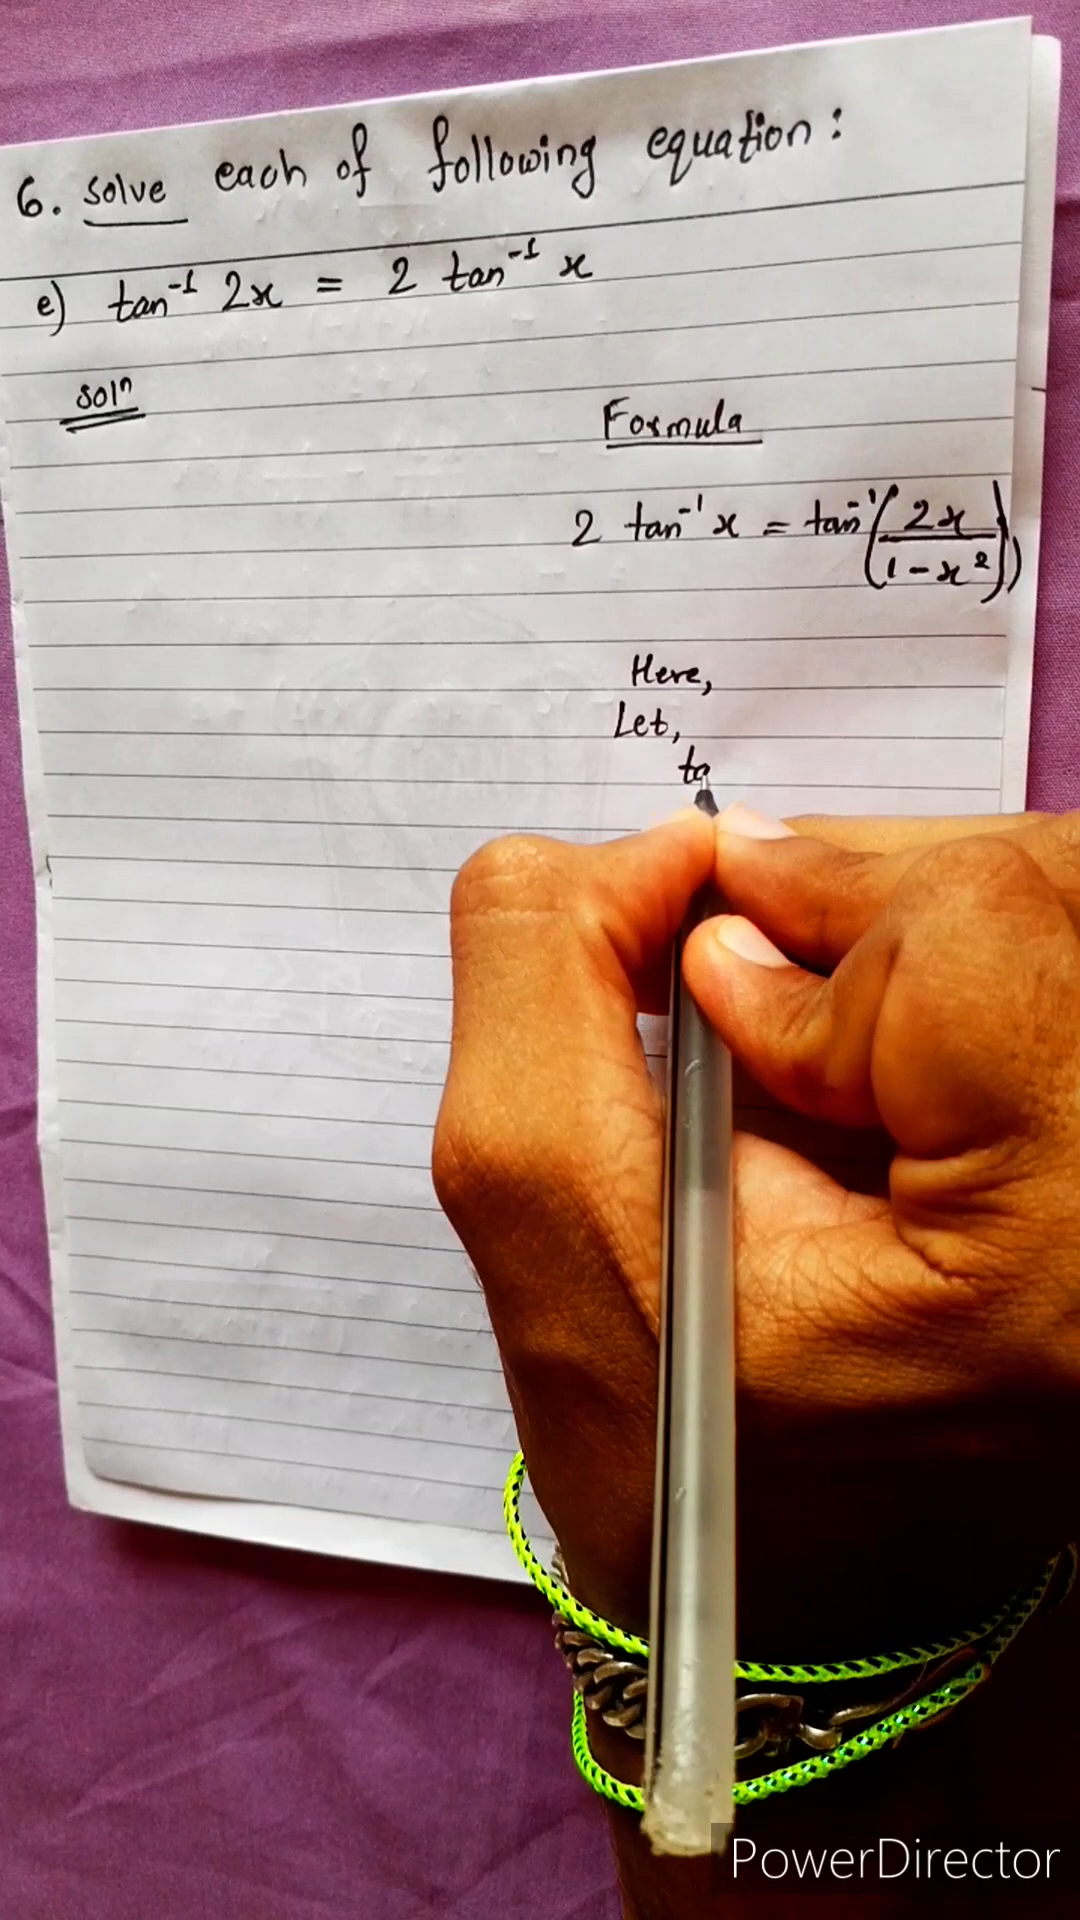 6. solve each of following equation:
e) tan⁻¹ 2x = 2 tan⁻¹ x
solⁿ
Formula
2 tan⁻¹ x = tan⁻¹ (2x / 1 - x²)
Here,
Let,
ta
PowerDirector